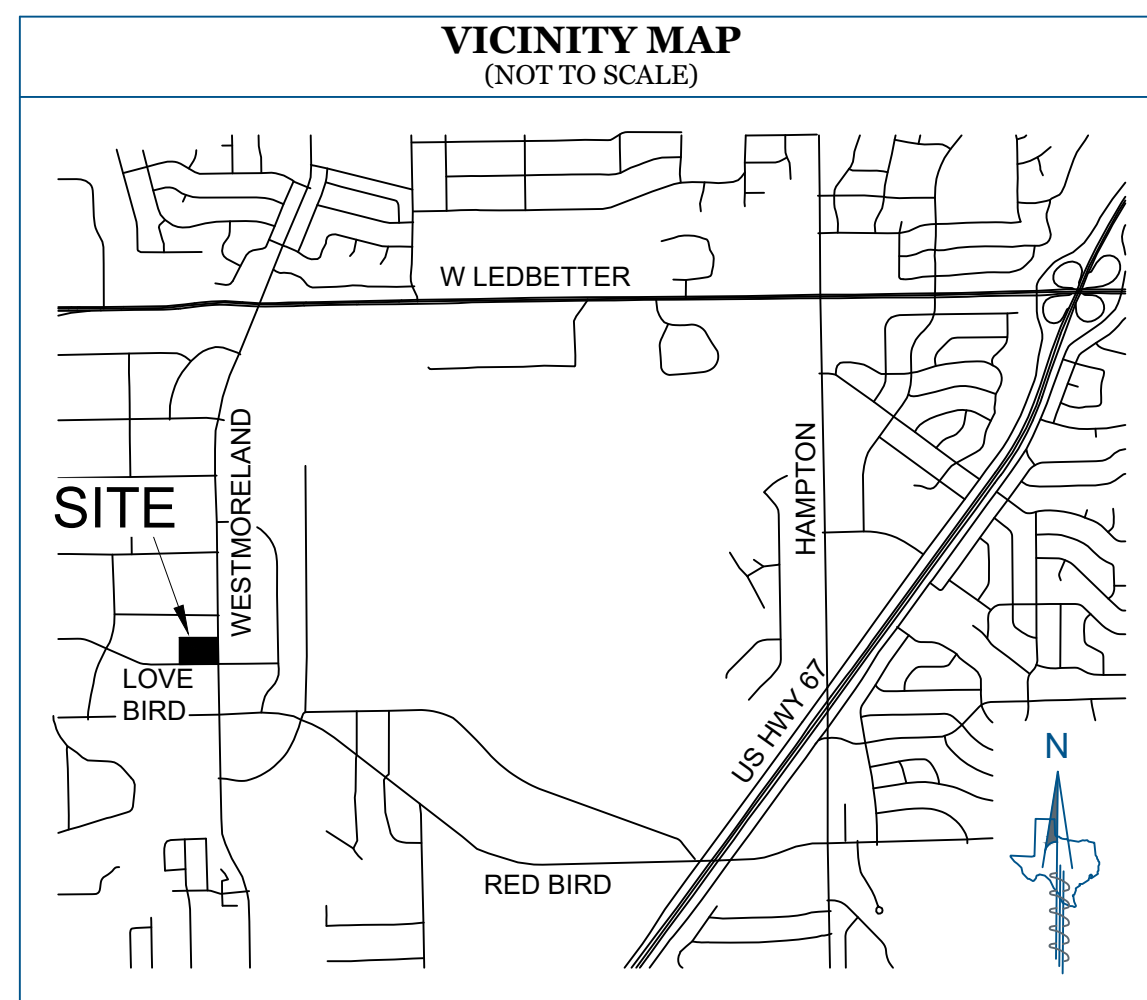 VICINITY MAP
(NOT TO SCALE)
W LEDBETTER
WESTMORELAND
HAMPTON
SITE
LOVE
BIRD
US HWY 67
N
RED BIRD